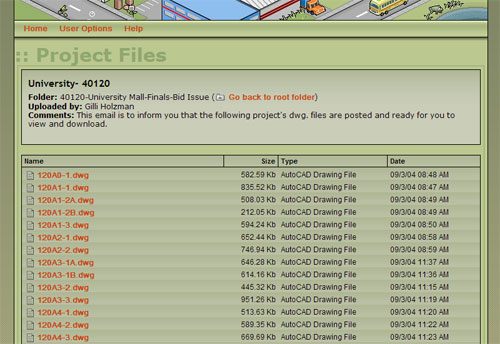 Home User Options Help
:: Project Files
University- 40120
Folder: 40120-University Mall-Finals-Bid Issue ( Go back to root folder)
Uploaded by: Gilli Holzman
Comments: This email is to inform you that the following project's dwg. files are posted and ready for you to
view and download.
Name Size Type Date
120A0-1.dwg 582.59 Kb AutoCAD Drawing File 09/3/04 08:48 AM
120A1-1.dwg 835.52 Kb AutoCAD Drawing File 09/3/04 08:47 AM
120A1-2A.dwg 508.03 Kb AutoCAD Drawing File 09/3/04 08:49 AM
120A1-2B.dwg 212.05 Kb AutoCAD Drawing File 09/3/04 08:49 AM
120A1-3.dwg 594.24 Kb AutoCAD Drawing File 09/3/04 08:50 AM
120A2-1.dwg 652.44 Kb AutoCAD Drawing File 09/3/04 08:58 AM
120A2-2.dwg 746.94 Kb AutoCAD Drawing File 09/3/04 08:59 AM
120A3-1A.dwg 646.28 Kb AutoCAD Drawing File 09/3/04 11:37 AM
120A3-1B.dwg 614.16 Kb AutoCAD Drawing File 09/3/04 11:36 AM
120A3-2.dwg 445.32 Kb AutoCAD Drawing File 09/3/04 11:15 AM
120A3-3.dwg 951.26 Kb AutoCAD Drawing File 09/3/04 11:19 AM
120A4-1.dwg 513.63 Kb AutoCAD Drawing File 09/3/04 11:20 AM
120A4-2.dwg 589.35 Kb AutoCAD Drawing File 09/3/04 11:22 AM
120A4-3.dwg 669.69 Kb AutoCAD Drawing File 09/3/04 11:23 AM